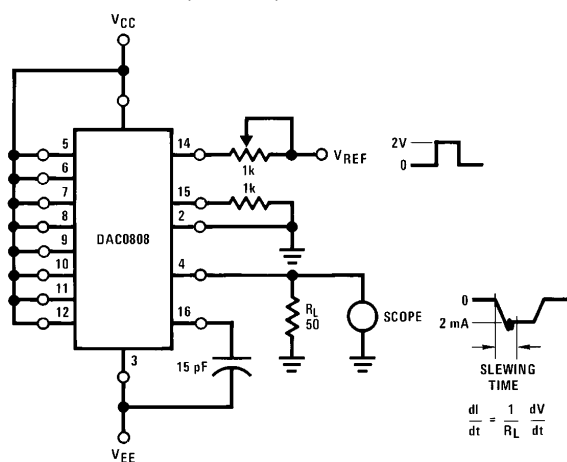 VCC
5
6
7
8
9
10
11
12
DAC0808
14
15
2
4
16
3
1k
VREF
1k
RL
50
SCOPE
15 pF
VEE
2V
0
0
2 mA
SLEWING
TIME
dI/dt = 1/RL dV/dt